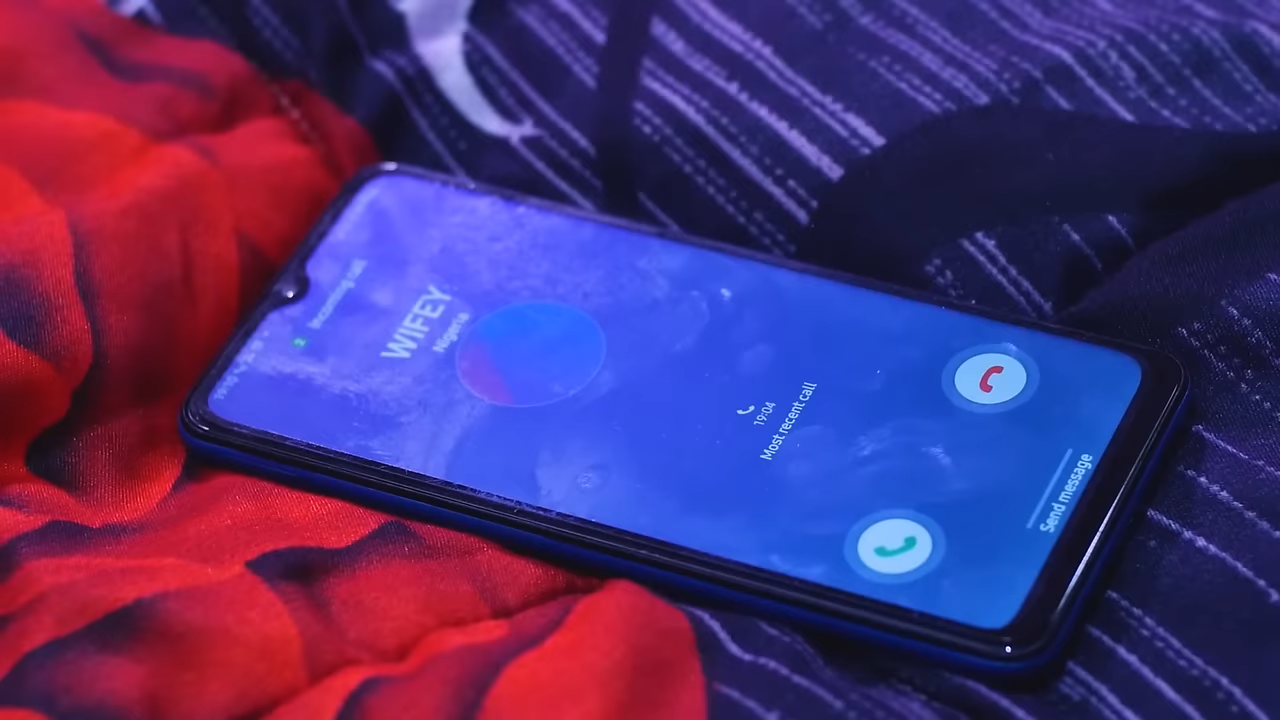 Incoming call
WIFEY
Nigeria
19:04
Most recent call
Send message